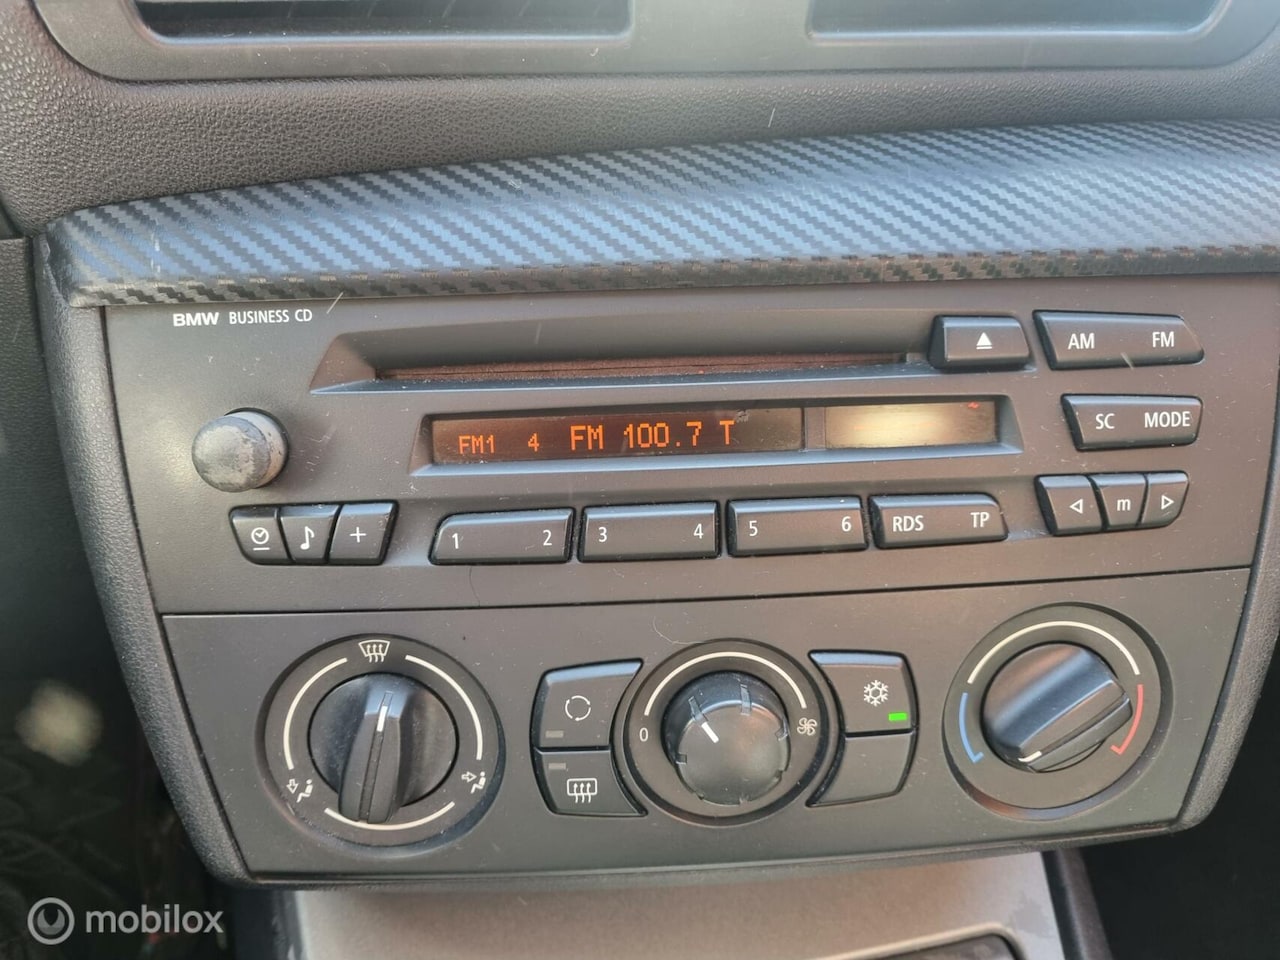 BMW BUSINESS CD
AM FM
SC MODE
FM1 4 FM 100.7 T
1 2 3 4 5 6 RDS TP m
0
mobilox